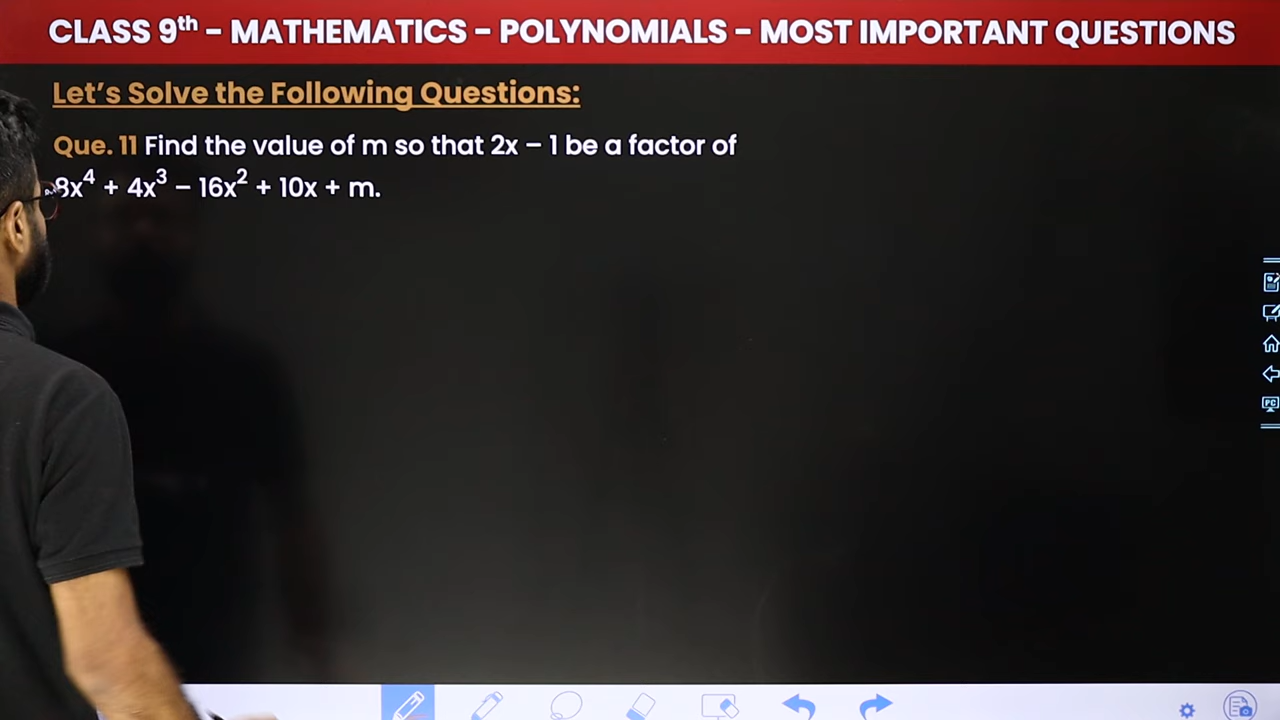 CLASS 9ᵗʰ – MATHEMATICS – POLYNOMIALS – MOST IMPORTANT QUESTIONS
Let's Solve the Following Questions:
Que. 11 Find the value of m so that 2x – 1 be a factor of
8x⁴ + 4x³ – 16x² + 10x + m.
PC